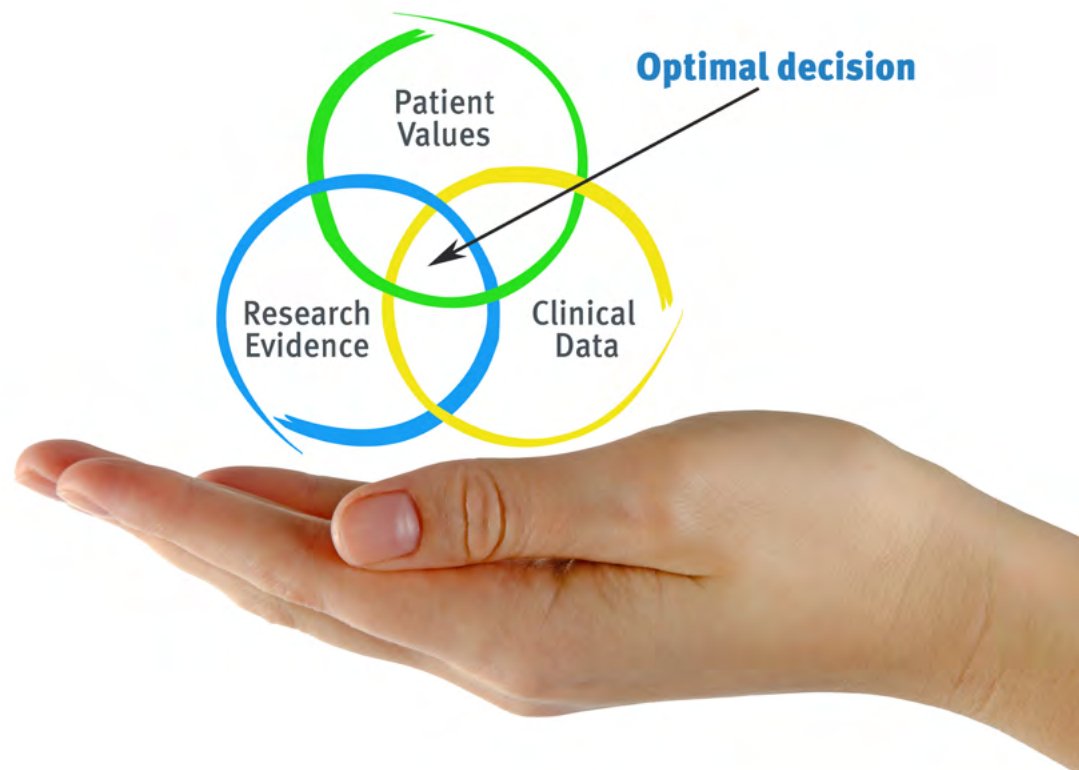 Optimal decision
Patient
Values
Research
Evidence
Clinical
Data